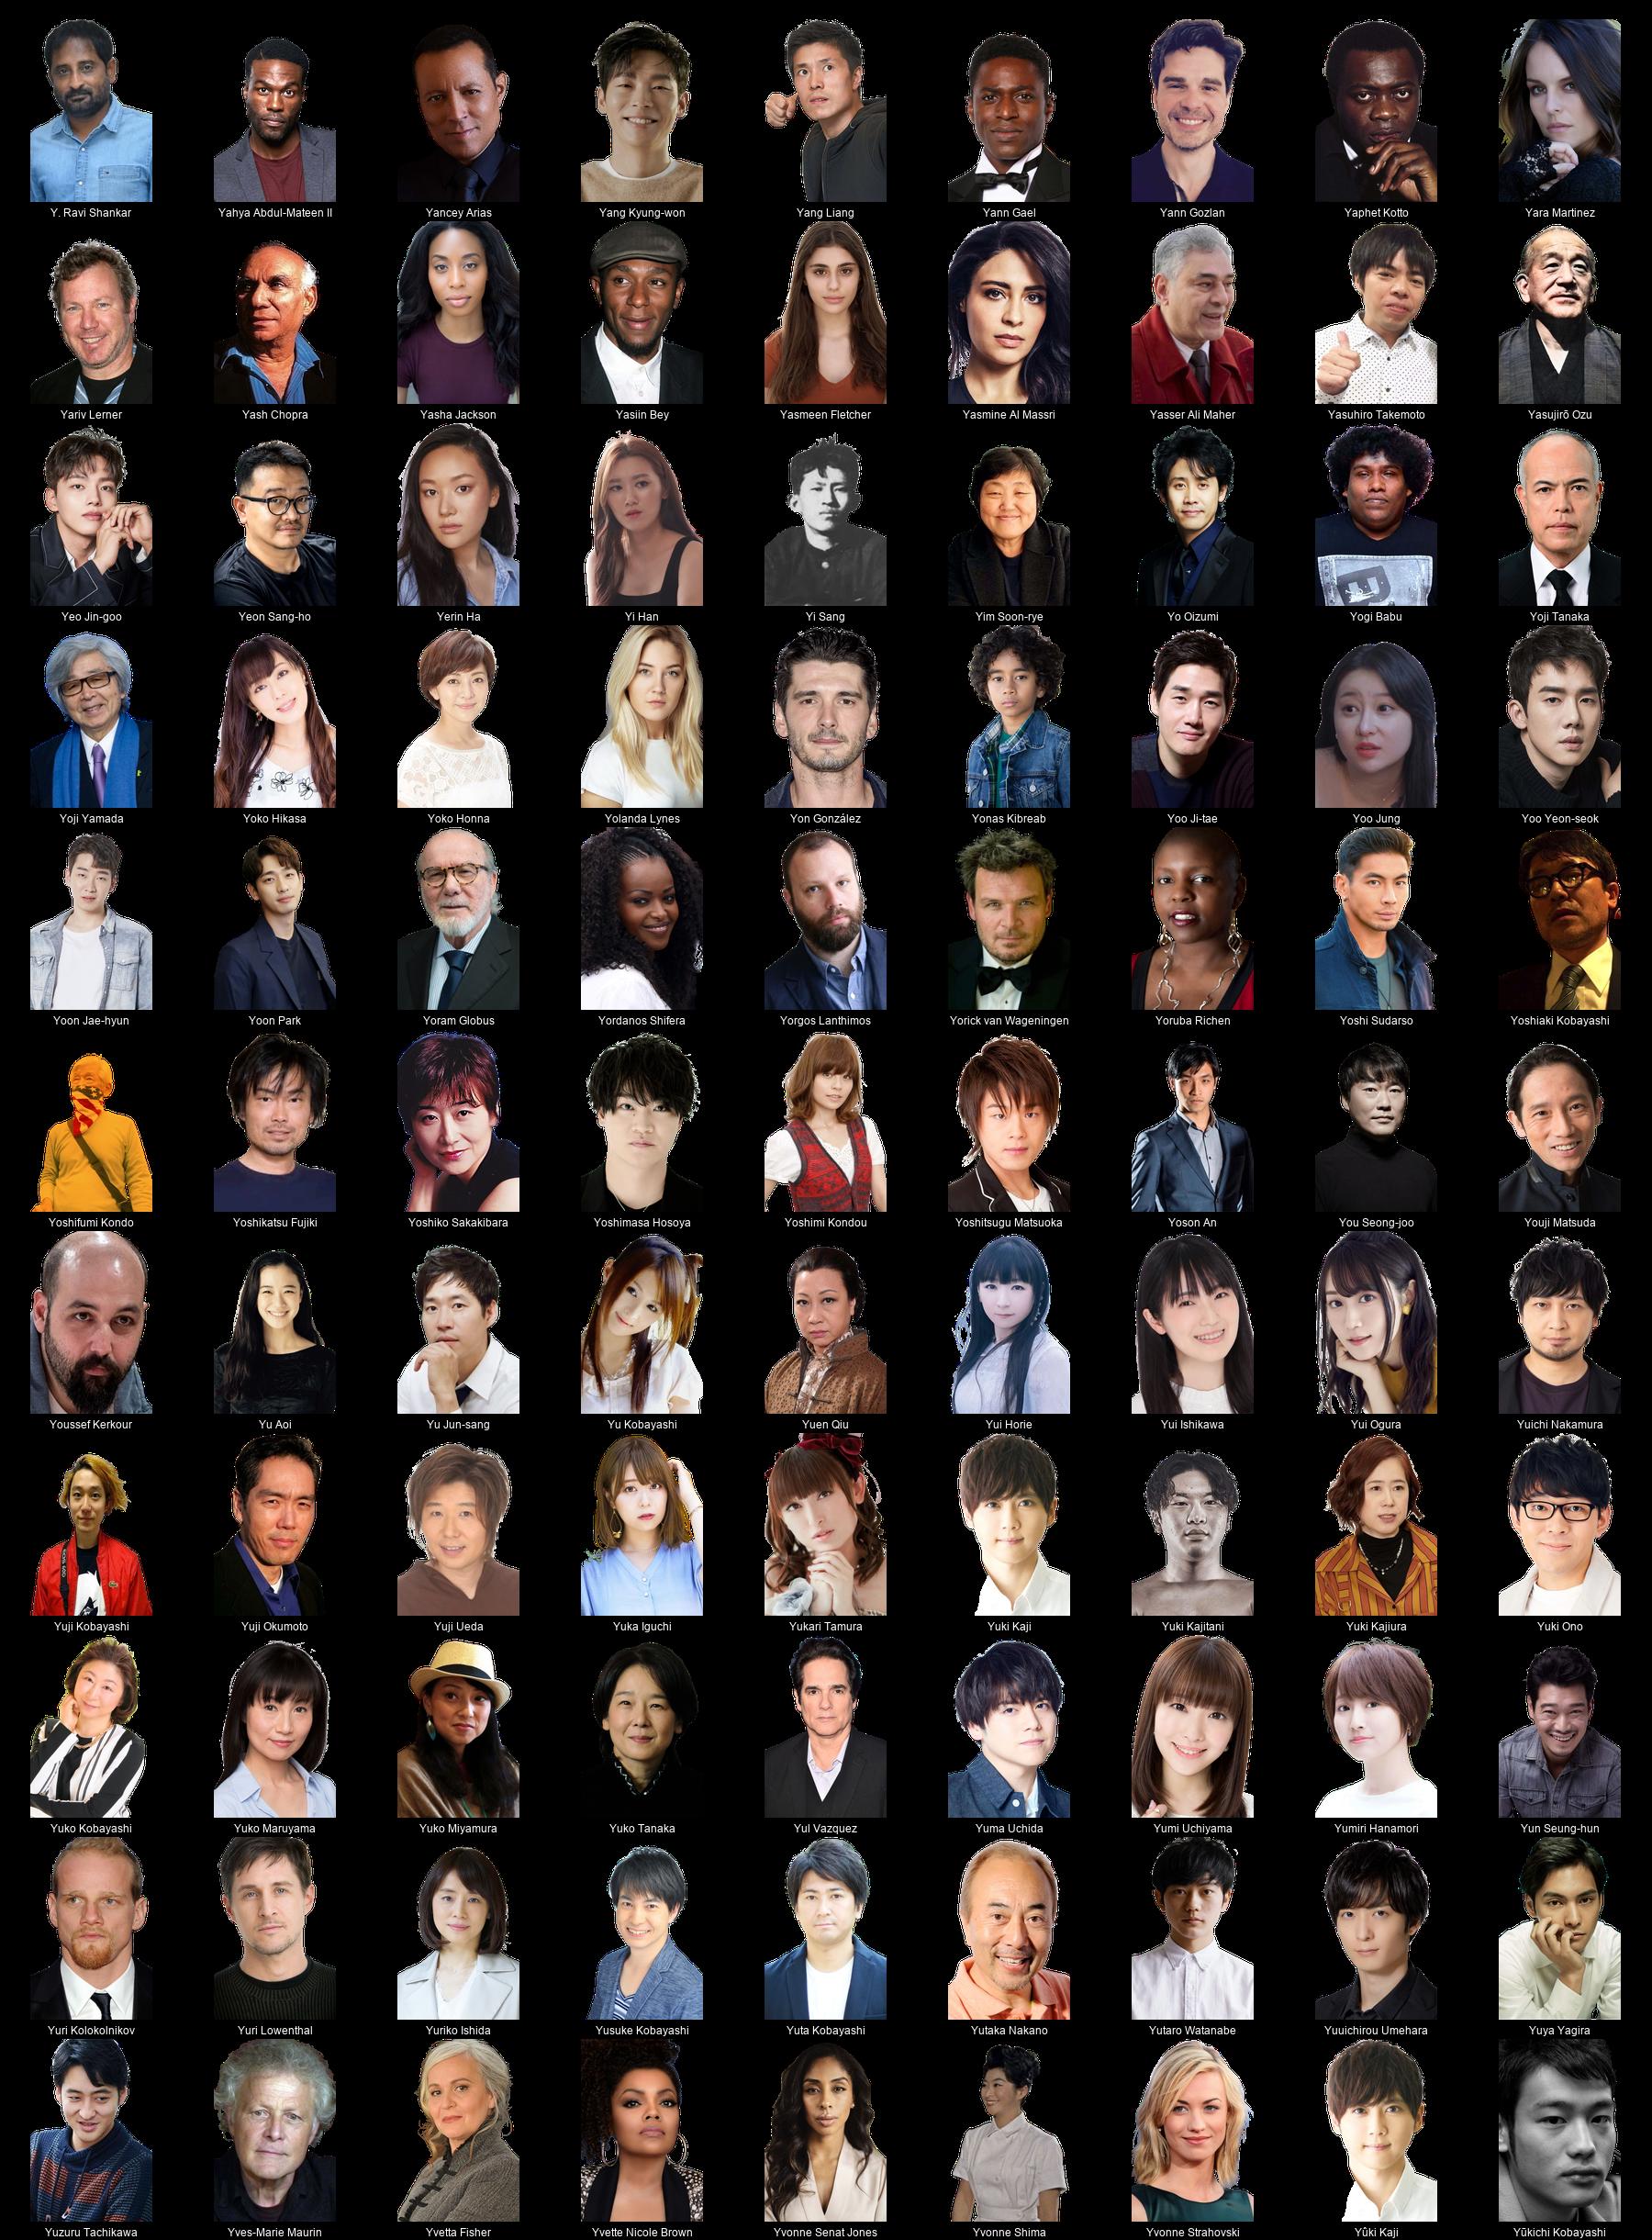 Y. Ravi Shankar
Yahya Abdul-Mateen II
Yancey Arias
Yang Kyung-won
Yang Liang
Yann Gael
Yann Gozlan
Yaphet Kotto
Yara Martinez
Yariv Lerner
Yash Chopra
Yasha Jackson
Yasiin Bey
Yasmeen Fletcher
Yasmine Al Massri
Yasser Ali Maher
Yasuhiro Takemoto
Yasujirō Ozu
Yeo Jin-goo
Yeon Sang-ho
Yerin Ha
Yi Han
Yi Sang
Yim Soon-rye
Yo Oizumi
Yogi Babu
Yoji Tanaka
Yoji Yamada
Yoko Hikasa
Yoko Honna
Yolanda Lynes
Yon González
Yonas Kibreab
Yoo Ji-tae
Yoo Jung
Yoo Yeon-seok
Yoon Jae-hyun
Yoon Park
Yoram Globus
Yordanos Shifera
Yorgos Lanthimos
Yorick van Wageningen
Yoruba Richen
Yoshi Sudarso
Yoshiaki Kobayashi
Yoshifumi Kondo
Yoshikatsu Fujiki
Yoshiko Sakakibara
Yoshimasa Hosoya
Yoshimi Kondou
Yoshitsugu Matsuoka
Yoson An
You Seong-joo
Youji Matsuda
Youssef Kerkour
Yu Aoi
Yu Jun-sang
Yu Kobayashi
Yuen Qiu
Yui Horie
Yui Ishikawa
Yui Ogura
Yuichi Nakamura
Yuji Kobayashi
Yuji Okumoto
Yuji Ueda
Yuka Iguchi
Yukari Tamura
Yuki Kaji
Yuki Kajitani
Yuki Kajiura
Yuki Ono
Yuko Kobayashi
Yuko Maruyama
Yuko Miyamura
Yuko Tanaka
Yul Vazquez
Yuma Uchida
Yumi Uchiyama
Yumiri Hanamori
Yun Seung-hun
Yuri Kolokolnikov
Yuri Lowenthal
Yuriko Ishida
Yusuke Kobayashi
Yuta Kobayashi
Yutaka Nakano
Yutaro Watanabe
Yuuichirou Umehara
Yuya Yagira
Yuzuru Tachikawa
Yves-Marie Maurin
Yvetta Fisher
Yvette Nicole Brown
Yvonne Senat Jones
Yvonne Shima
Yvonne Strahovski
Yûki Kaji
Yūkichi Kobayashi